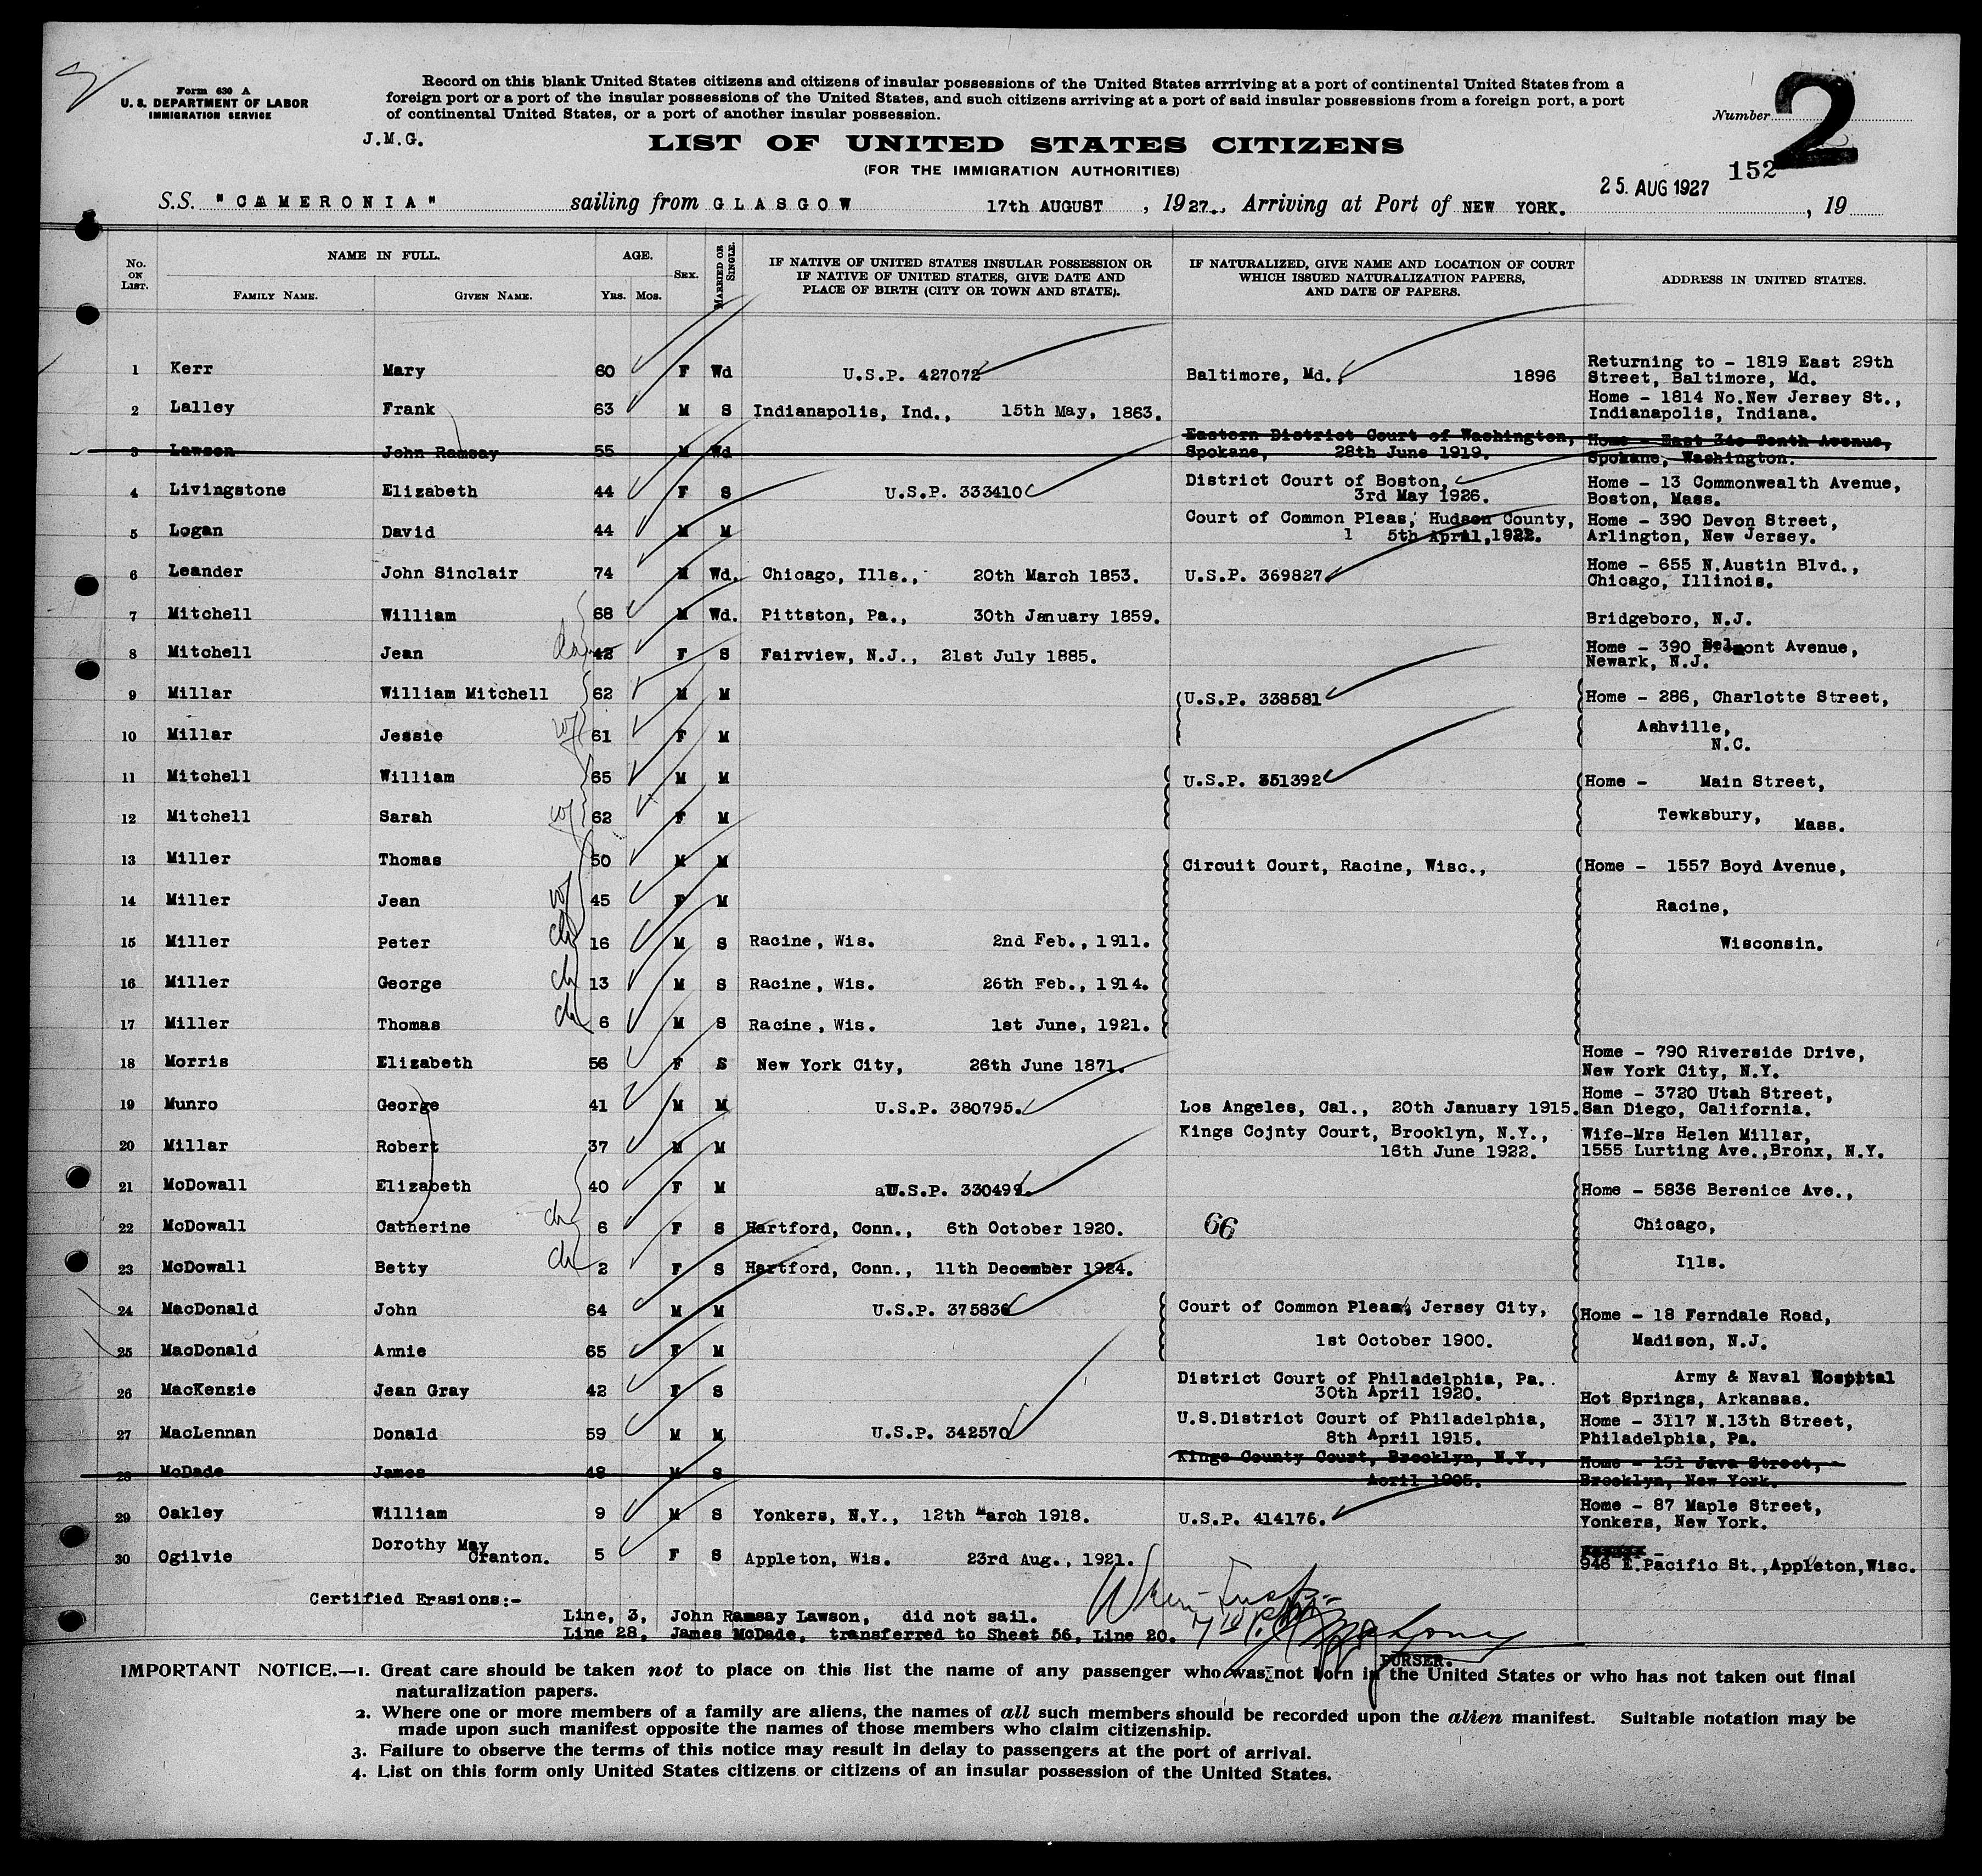 Form 630 A
U. S. DEPARTMENT OF LABOR
IMMIGRATION SERVICE
Record on this blank United States citizens and citizens of insular possessions of the United States arrriving at a port of continental United States from a
foreign port or a port of the insular possessions of the United States, and such citizens arriving at a port of said insular possessions from a foreign port, a port
of continental United States, or a port of another insular possession.
Number 2
J.M.G.
LIST OF UNITED STATES CITIZENS
(FOR THE IMMIGRATION AUTHORITIES)
152
S.S. "CAMERONIA" sailing from GLASGOW 17th AUGUST , 1927., Arriving at Port of NEW YORK. 25. AUG 1927 , 19
No. ON LIST. NAME IN FULL. FAMILY NAME. GIVEN NAME. AGE. Yrs. Mos. SEX. MARRIED OR SINGLE. IF NATIVE OF UNITED STATES INSULAR POSSESSION OR IF NATIVE OF UNITED STATES, GIVE DATE AND PLACE OF BIRTH (CITY OR TOWN AND STATE). IF NATURALIZED, GIVE NAME AND LOCATION OF COURT WHICH ISSUED NATURALIZATION PAPERS, AND DATE OF PAPERS. ADDRESS IN UNITED STATES.
1 Kerr Mary 60 F Wd U.S.P. 427072 Baltimore, Md., 1896 Returning to - 1819 East 29th
Street, Baltimore, Md.
2 Lalley Frank 63 M S Indianapolis, Ind., 15th May, 1863. Home - 1814 No.New Jersey St.,
Indianapolis, Indiana.
3 Lawson John Ramsay 55 M Wd Eastern District Court of Washington, Home - East 34c Tenth Avenue,
Spokane, 28th June 1919. Spokane, Washington.
4 Livingstone Elizabeth 44 F S U.S.P. 333410 District Court of Boston, Home - 13 Commonwealth Avenue,
3rd May 1926. Boston, Mass.
5 Logan David 44 M M Court of Common Pleas, Hudson County, Home - 390 Devon Street,
1 5th April,1922. Arlington, New Jersey.
6 Leander John Sinclair 74 M Wd. Chicago, Ills., 20th March 1853. U.S.P. 369827 Home - 655 N.Austin Blvd.,
Chicago, Illinois.
7 Mitchell William 68 M Wd. Pittston, Pa., 30th January 1859. Bridgeboro, N.J.
8 Mitchell Jean da 42 F S Fairview, N.J., 21st July 1885. Home - 390 Belmont Avenue,
Newark, N.J.
9 Millar William Mitchell 62 M M U.S.P. 338581 Home - 286, Charlotte Street,
10 Millar Jessie wf 61 F M Ashville,
N.C.
11 Mitchell William 65 M M U.S.P. 351392 Home - Main Street,
12 Mitchell Sarah wf 62 F M Tewksbury, Mass.
13 Miller Thomas 50 M M Circuit Court, Racine, Wisc., Home - 1557 Boyd Avenue,
14 Miller Jean wf 45 F M Racine,
15 Miller Peter ch 16 M S Racine, Wis. 2nd Feb., 1911. Wisconsin.
16 Miller George ch 13 M S Racine, Wis. 26th Feb., 1914.
17 Miller Thomas ch 6 M S Racine, Wis. 1st June, 1921.
18 Morris Elizabeth 56 F S New York City, 26th June 1871. Home - 790 Riverside Drive,
New York City, N.Y.
19 Munro George 41 M M U.S.P. 380795. Los Angeles, Cal., 20th January 1915. Home - 3720 Utah Street,
San Diego, California.
20 Millar Robert 37 M M Kings Cojnty Court, Brooklyn, N.Y., Wife-Mrs Helen Millar,
16th June 1922. 1555 Lurting Ave.,Bronx, N.Y.
21 McDowall Elizabeth 40 F M U.S.P. 330499. Home - 5836 Berenice Ave.,
22 McDowall Catherine ch 6 F S Hartford, Conn., 6th October 1920. 66 Chicago,
23 McDowall Betty ch 2 F S Hartford, Conn., 11th December 1924. Ills.
24 MacDonald John 64 M M U.S.P. 375836 Court of Common Pleas, Jersey City, Home - 18 Ferndale Road,
25 MacDonald Annie 65 F M 1st October 1900. Madison, N.J.
26 MacKenzie Jean Gray 42 F S District Court of Philadelphia, Pa. Army & Naval Hospital
30th April 1920. Hot Springs, Arkansas.
27 MacLennan Donald 59 M M U.S.P. 342570 U.S.District Court of Philadelphia, Home - 3117 N.13th Street,
8th April 1915. Philadelphia, Pa.
28 McDade James 48 M S Kings County Court, Brooklyn, N.Y., Home - 151 Java Street,
April 1905. Brooklyn, New York.
29 Oakley William 9 M S Yonkers, N.Y., 12th March 1918. U.S.P. 414176. Home - 87 Maple Street,
Yonkers, New York.
30 Ogilvie Dorothy May Cranton. 5 F S Appleton, Wis. 23rd Aug., 1921. 946 E.Pacific St.,Appleton,Wisc.
Certified Erasions:-
Line, 3, John Ramsay Lawson, did not sail.
Line 28, James McDade, transferred to Sheet 56, Line 20.
PURSER.
IMPORTANT NOTICE.—1. Great care should be taken not to place on this list the name of any passenger who was not born in the United States or who has not taken out final
naturalization papers.
2. Where one or more members of a family are aliens, the names of all such members should be recorded upon the alien manifest. Suitable notation may be
made upon such manifest opposite the names of those members who claim citizenship.
3. Failure to observe the terms of this notice may result in delay to passengers at the port of arrival.
4. List on this form only United States citizens or citizens of an insular possession of the United States.